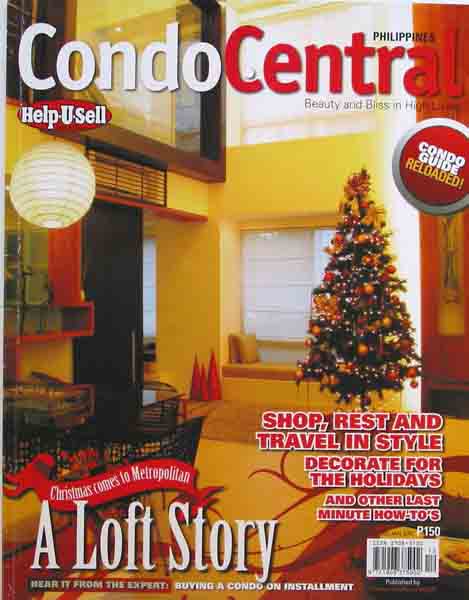 PHILIPPINES
CondoCentral
Beauty and Bliss in High Living
Help-U-Sell
CONDO
GUIDE
RELOADED!
SHOP, REST AND
TRAVEL IN STYLE
DECORATE FOR
THE HOLIDAYS
AND OTHER LAST
MINUTE HOW-TO'S
Christmas comes to Metropolitan
A Loft Story
P150
HEAR IT FROM THE EXPERT: BUYING A CONDO ON INSTALLMENT
Published by